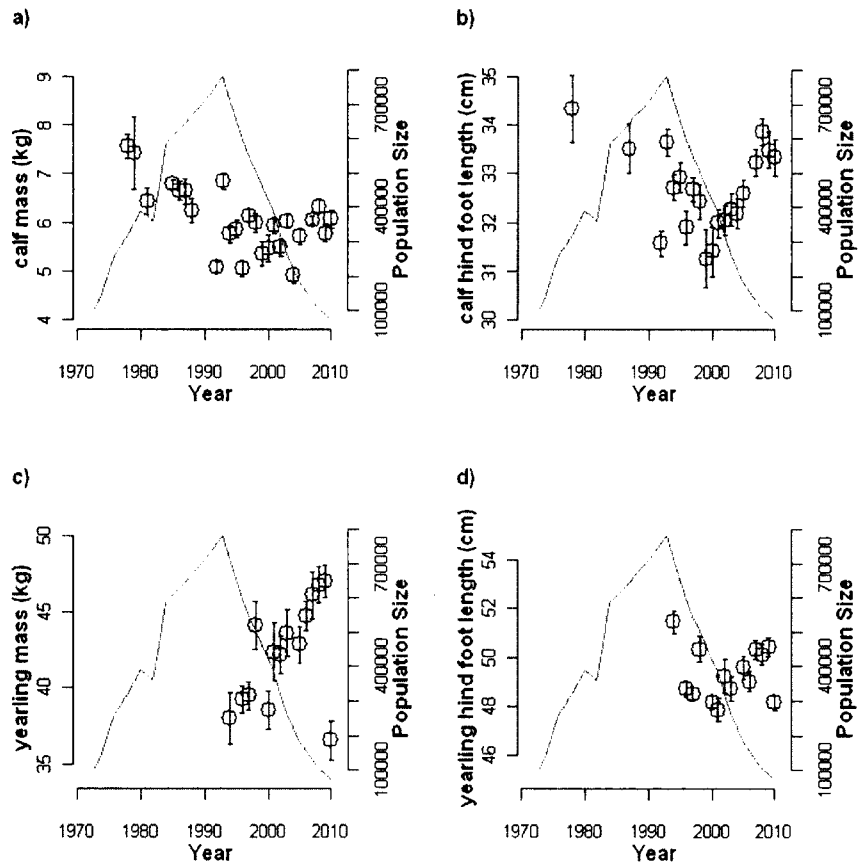 a)
calf mass (kg)
9
8
7
6
5
4
Population Size
700000
400000
100000
1970 1980 1990 2000 2010
Year
b)
calf hind foot length (cm)
35
34
33
32
31
30
Population Size
700000
400000
100000
1970 1980 1990 2000 2010
Year
c)
yearling mass (kg)
50
45
40
35
Population Size
700000
400000
100000
1970 1980 1990 2000 2010
Year
d)
yearling hind foot length (cm)
54
52
50
48
46
Population Size
700000
400000
100000
1970 1980 1990 2000 2010
Year